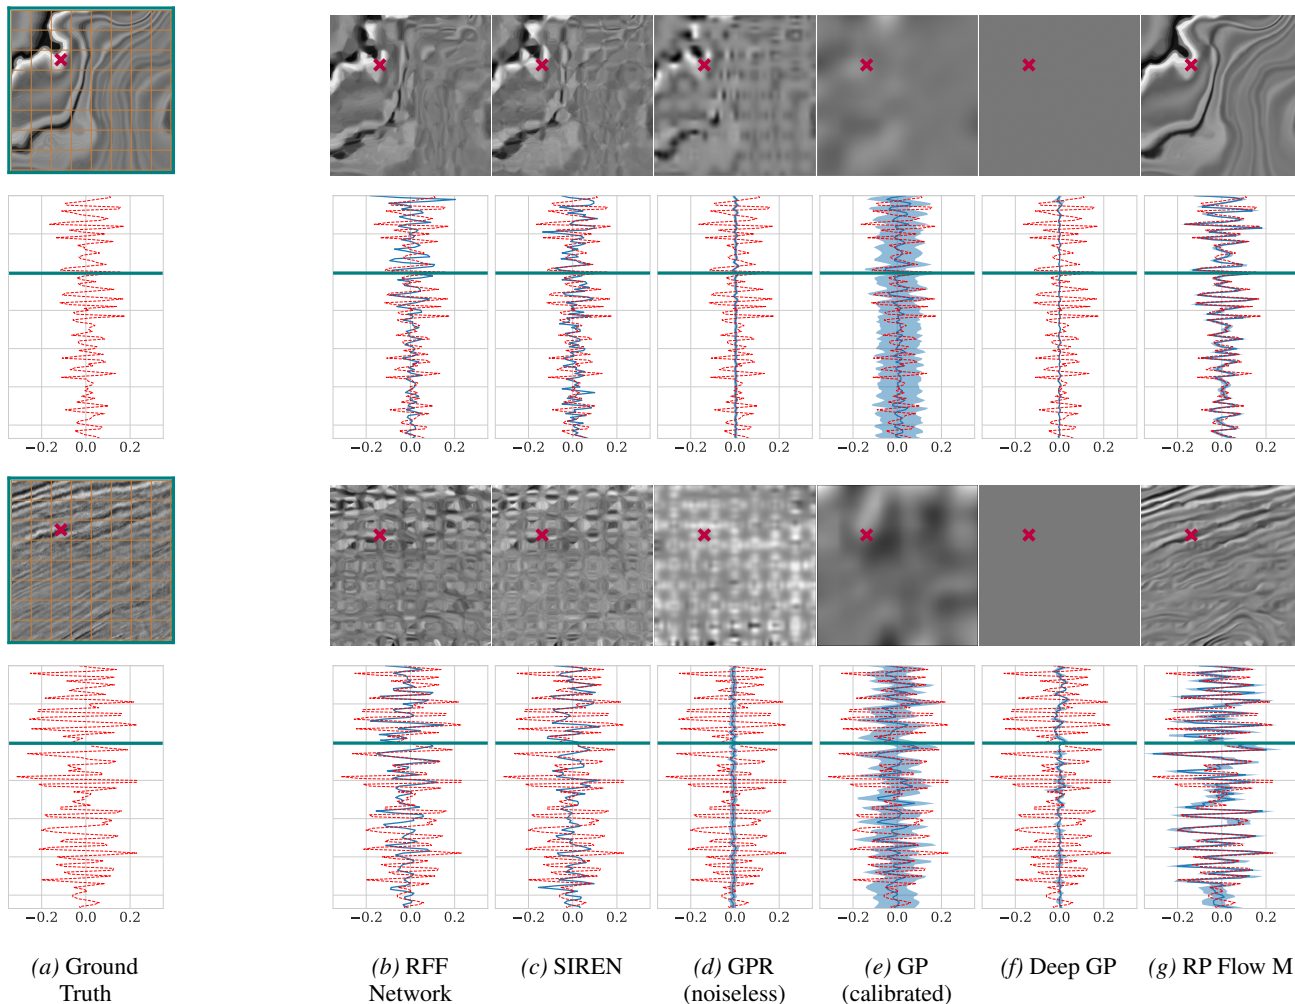 −0.2 0.0 0.2 −0.2 0.0 0.2 −0.2 0.0 0.2 −0.2 0.0 0.2 −0.2 0.0 0.2 −0.2 0.0 0.2 −0.2 0.0 0.2
−0.2 0.0 0.2 −0.2 0.0 0.2 −0.2 0.0 0.2 −0.2 0.0 0.2 −0.2 0.0 0.2 −0.2 0.0 0.2 −0.2 0.0 0.2
(a) Ground
Truth
(b) RFF
Network
(c) SIREN
(d) GPR
(noiseless)
(e) GP
(calibrated)
(f) Deep GP
(g) RP Flow M